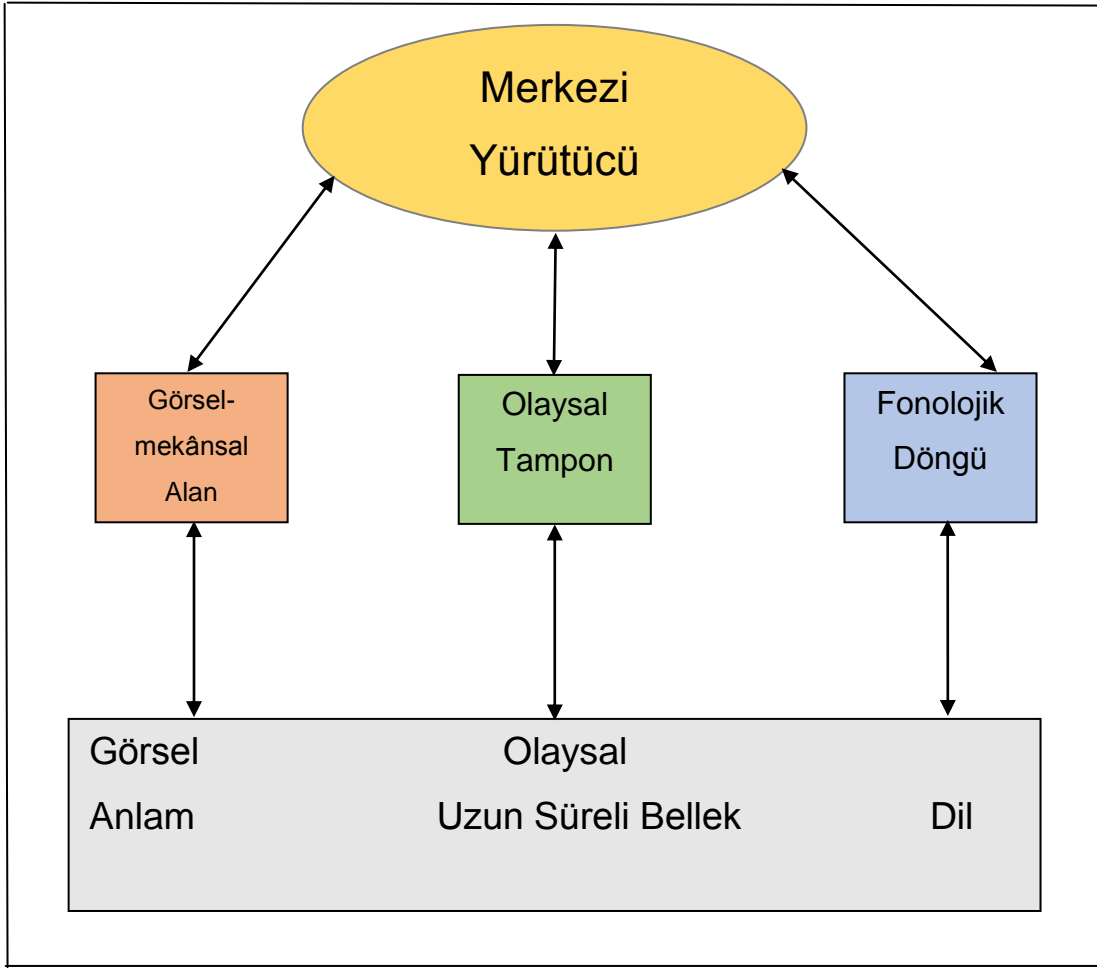 Merkezi
Yürütücü
Görsel-
mekânsal
Alan
Olaysal
Tampon
Fonolojik
Döngü
Görsel Olaysal
Anlam Uzun Süreli Bellek Dil